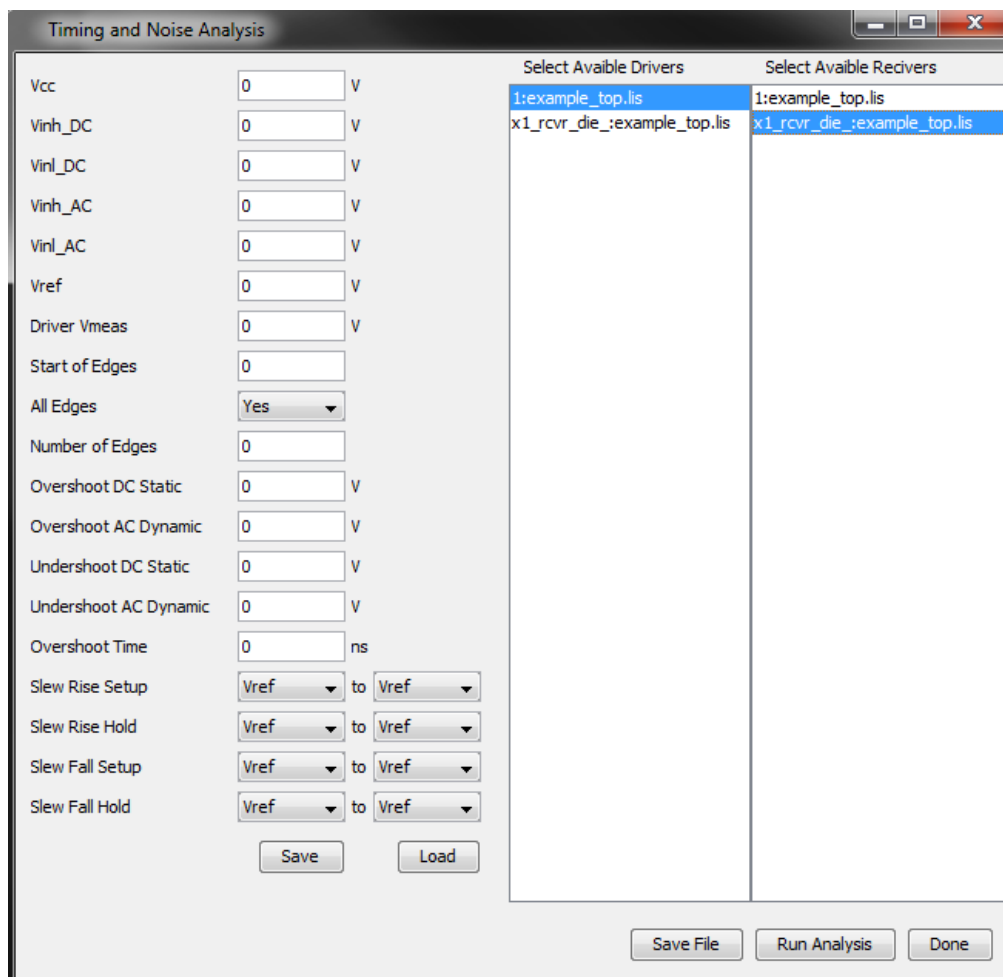 Timing and Noise Analysis
Vcc 0 V
Vinh_DC 0 V
Vinl_DC 0 V
Vinh_AC 0 V
Vinl_AC 0 V
Vref 0 V
Driver Vmeas 0 V
Start of Edges 0
All Edges Yes
Number of Edges 0
Overshoot DC Static 0 V
Overshoot AC Dynamic 0 V
Undershoot DC Static 0 V
Undershoot AC Dynamic 0 V
Overshoot Time 0 ns
Slew Rise Setup Vref to Vref
Slew Rise Hold Vref to Vref
Slew Fall Setup Vref to Vref
Slew Fall Hold Vref to Vref
Save Load
Select Avaible Drivers Select Avaible Recivers
1:example_top.lis 1:example_top.lis
x1_rcvr_die_:example_top.lis x1_rcvr_die_:example_top.lis
Save File Run Analysis Done